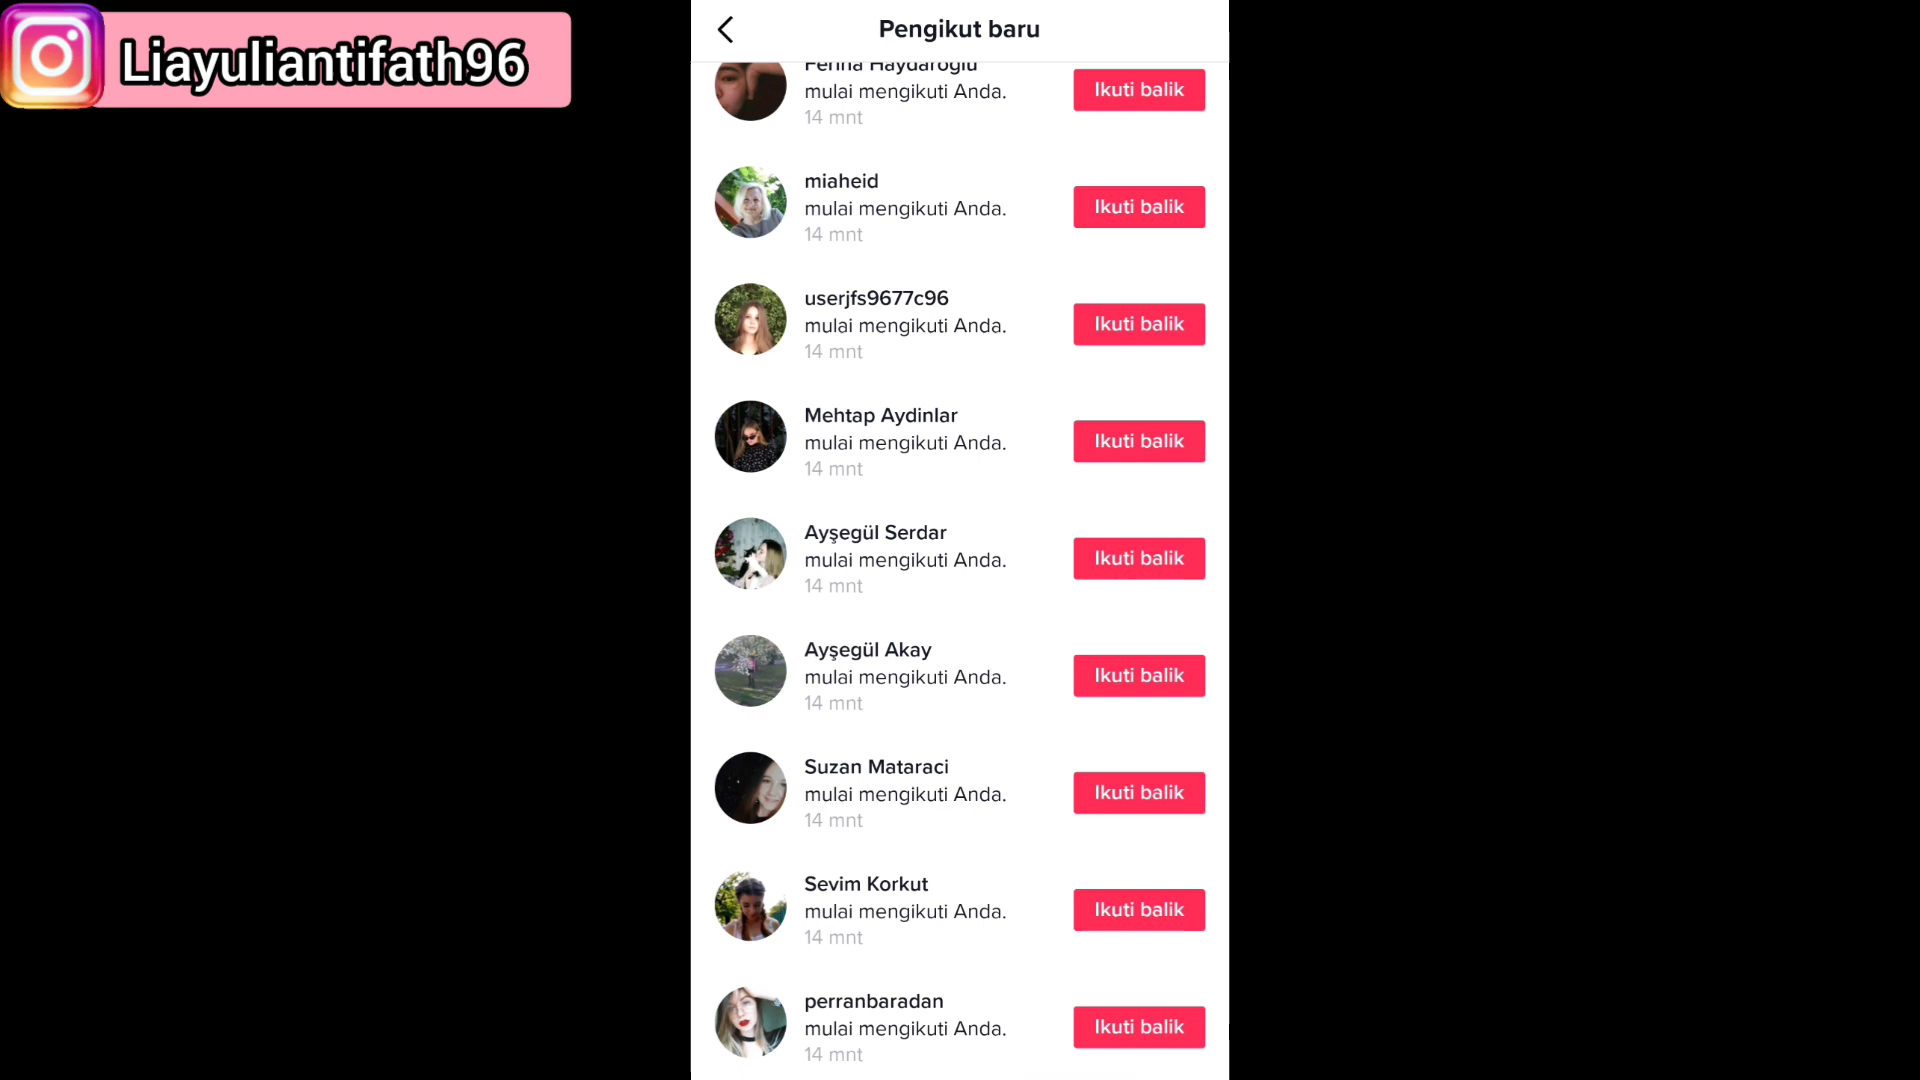 Liayuliantifath96
Pengikut baru
Ferina Haydaroglu
mulai mengikuti Anda.
14 mnt
Ikuti balik
miaheid
mulai mengikuti Anda.
14 mnt
Ikuti balik
userjfs9677c96
mulai mengikuti Anda.
14 mnt
Ikuti balik
Mehtap Aydinlar
mulai mengikuti Anda.
14 mnt
Ikuti balik
Ayşegül Serdar
mulai mengikuti Anda.
14 mnt
Ikuti balik
Ayşegül Akay
mulai mengikuti Anda.
14 mnt
Ikuti balik
Suzan Mataraci
mulai mengikuti Anda.
14 mnt
Ikuti balik
Sevim Korkut
mulai mengikuti Anda.
14 mnt
Ikuti balik
perranbaradan
mulai mengikuti Anda.
14 mnt
Ikuti balik